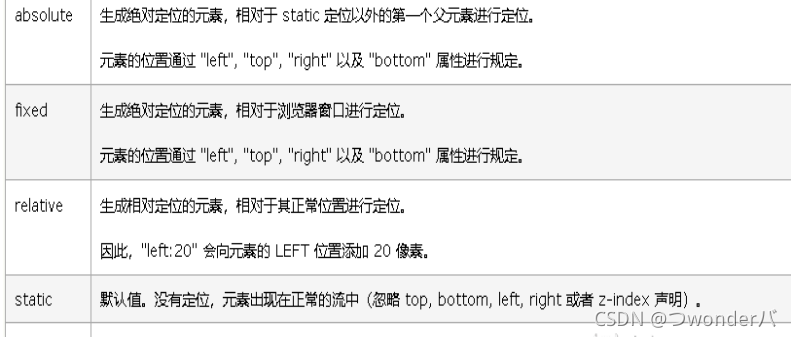 absolute 生成绝对定位的元素，相对于 static 定位以外的第一个父元素进行定位。
元素的位置通过 "left", "top", "right" 以及 "bottom" 属性进行规定。
fixed 生成绝对定位的元素，相对于浏览器窗口进行定位。
元素的位置通过 "left", "top", "right" 以及 "bottom" 属性进行规定。
relative 生成相对定位的元素，相对于其正常位置进行定位。
因此，"left:20" 会向元素的 LEFT 位置添加 20 像素。
static 默认值。没有定位，元素出现在正常的流中（忽略 top, bottom, left, right 或者 z-index 声明）。
CSDN @つwonderバ